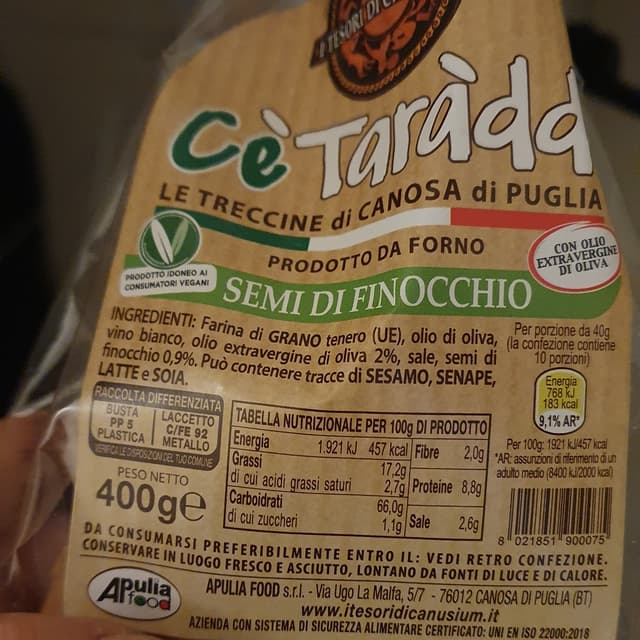 I TESORI DI
Cè Taràdd
LE TRECCINE di CANOSA di PUGLIA
PRODOTTO DA FORNO
CON OLIO
EXTRAVERGINE
DI OLIVA
PRODOTTO IDONEO AI
CONSUMATORI VEGANI
SEMI DI FINOCCHIO
INGREDIENTI: Farina di GRANO tenero (UE), olio di oliva,
vino bianco, olio extravergine di oliva 2%, sale, semi di
finocchio 0,9%. Può contenere tracce di SESAMO, SENAPE,
LATTE e SOIA.
Per porzione da 40g
(la confezione contiene
10 porzioni)
Energia
768 kJ
183 kcal
9,1% AR*
Per 100g: 1921 kJ/457 kcal
*AR: assunzioni di riferimento di un
adulto medio (8400 kJ/2000 kcal)
RACCOLTA DIFFERENZIATA
BUSTA
PP 5
PLASTICA
LACCETTO
C/FE 92
METALLO
VERIFICA LE DISPOSIZIONI DEL TUO COMUNE
PESO NETTO
400g e
TABELLA NUTRIZIONALE PER 100g DI PRODOTTO
Energia 1.921 kJ 457 kcal
Grassi 17,2g
di cui acidi grassi saturi 2,7g
Carboidrati 66,0g
di cui zuccheri 1,1g
Fibre 2,0g
Proteine 8,8g
Sale 2,6g
8 021851 900075
DA CONSUMARSI PREFERIBILMENTE ENTRO IL: VEDI RETRO CONFEZIONE.
CONSERVARE IN LUOGO FRESCO E ASCIUTTO, LONTANO DA FONTI DI LUCE E DI CALORE.
Apulia
food
APULIA FOOD s.r.l. - Via Ugo La Malfa, 5/7 - 76012 CANOSA DI PUGLIA (BT)
www.itesoridicanusium.it
AZIENDA CON SISTEMA DI SICUREZZA ALIMENTARE CERTIFICATO: UNI EN ISO 22000:2018